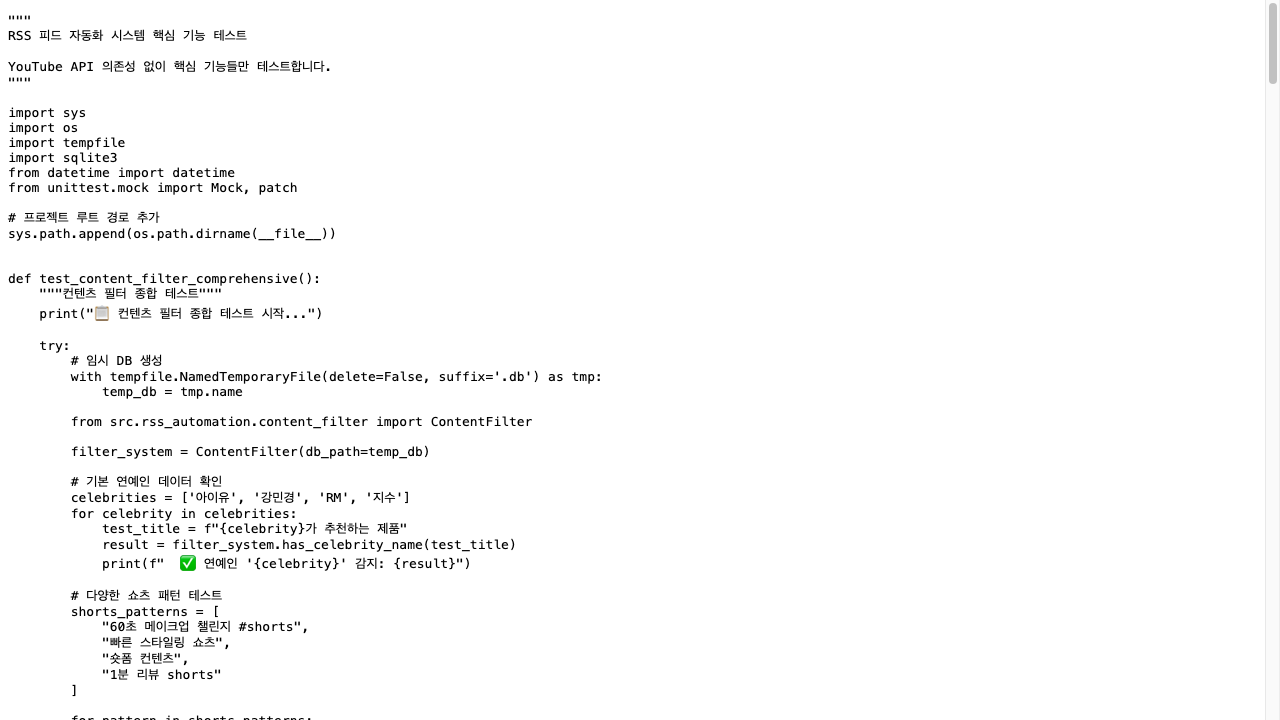 """
RSS 피드 자동화 시스템 핵심 기능 테스트
YouTube API 의존성 없이 핵심 기능들만 테스트합니다.
"""
import sys
import os
import tempfile
import sqlite3
from datetime import datetime
from unittest.mock import Mock, patch
# 프로젝트 루트 경로 추가
sys.path.append(os.path.dirname(__file__))
def test_content_filter_comprehensive():
    """컨텐츠 필터 종합 테스트"""
    print("📋 컨텐츠 필터 종합 테스트 시작...")
    try:
        # 임시 DB 생성
        with tempfile.NamedTemporaryFile(delete=False, suffix='.db') as tmp:
            temp_db = tmp.name
        from src.rss_automation.content_filter import ContentFilter
        filter_system = ContentFilter(db_path=temp_db)
        # 기본 연예인 데이터 확인
        celebrities = ['아이유', '강민경', 'RM', '지수']
        for celebrity in celebrities:
            test_title = f"{celebrity}가 추천하는 제품"
            result = filter_system.has_celebrity_name(test_title)
            print(f"  ✅ 연예인 '{celebrity}' 감지: {result}")
        # 다양한 쇼츠 패턴 테스트
        shorts_patterns = [
            "60초 메이크업 챌린지 #shorts",
            "빠른 스타일링 쇼츠",
            "숏폼 컨텐츠",
            "1분 리뷰 shorts"
        ]
        for pattern in shorts_patterns: